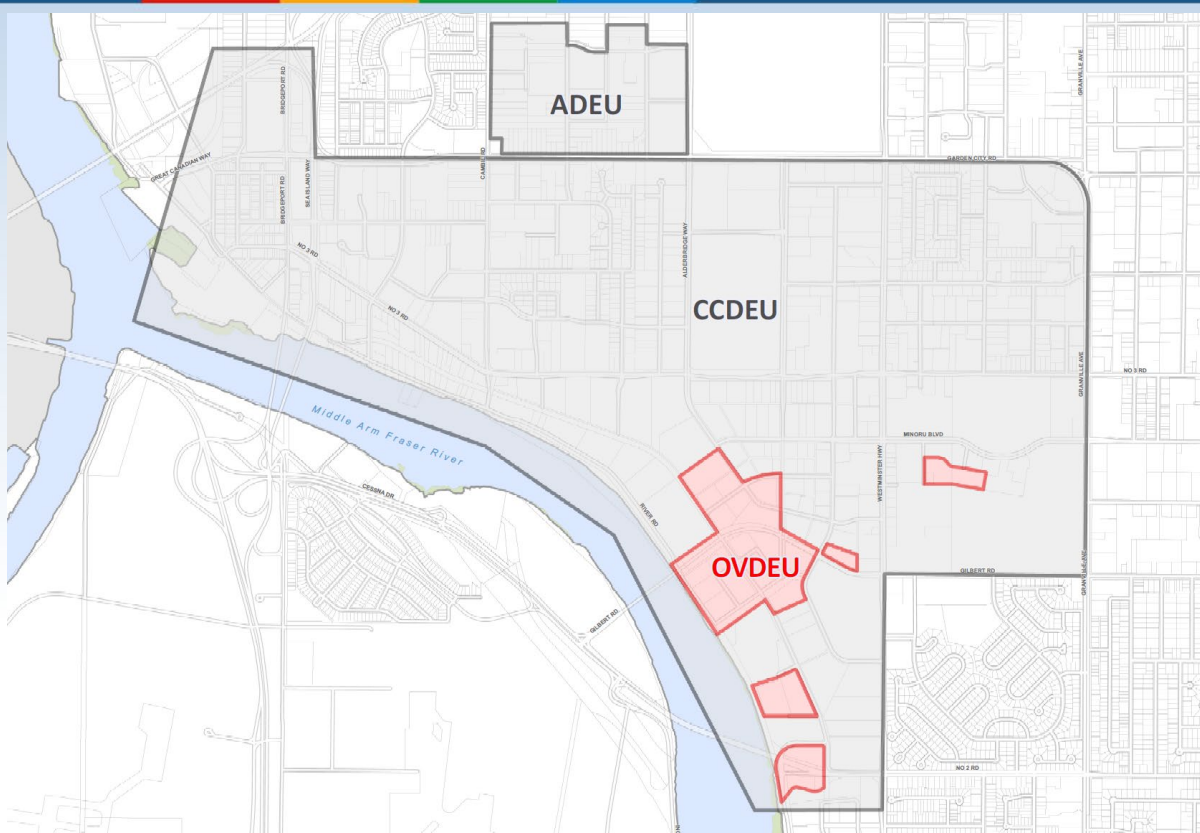 ADEU
BRIDGEPORT RD
GRANVILLE AVE
GREAT CANADIAN WAY
CAMBIE RD
GARDEN CITY RD
BRIDGEPORT RD
SEA ISLAND WAY
NO 3 RD
ALDERBRIDGE WAY
CCDEU
NO 3 RD
GRANVILLE AVE
NO 3 RD
Middle Arm Fraser River
MINORU BLVD
WESTMINSTER HWY
CESSNA DR
RIVER RD
OVDEU
GILBERT RD
GRANVILLE AVE
GILBERT RD
NO 2 RD